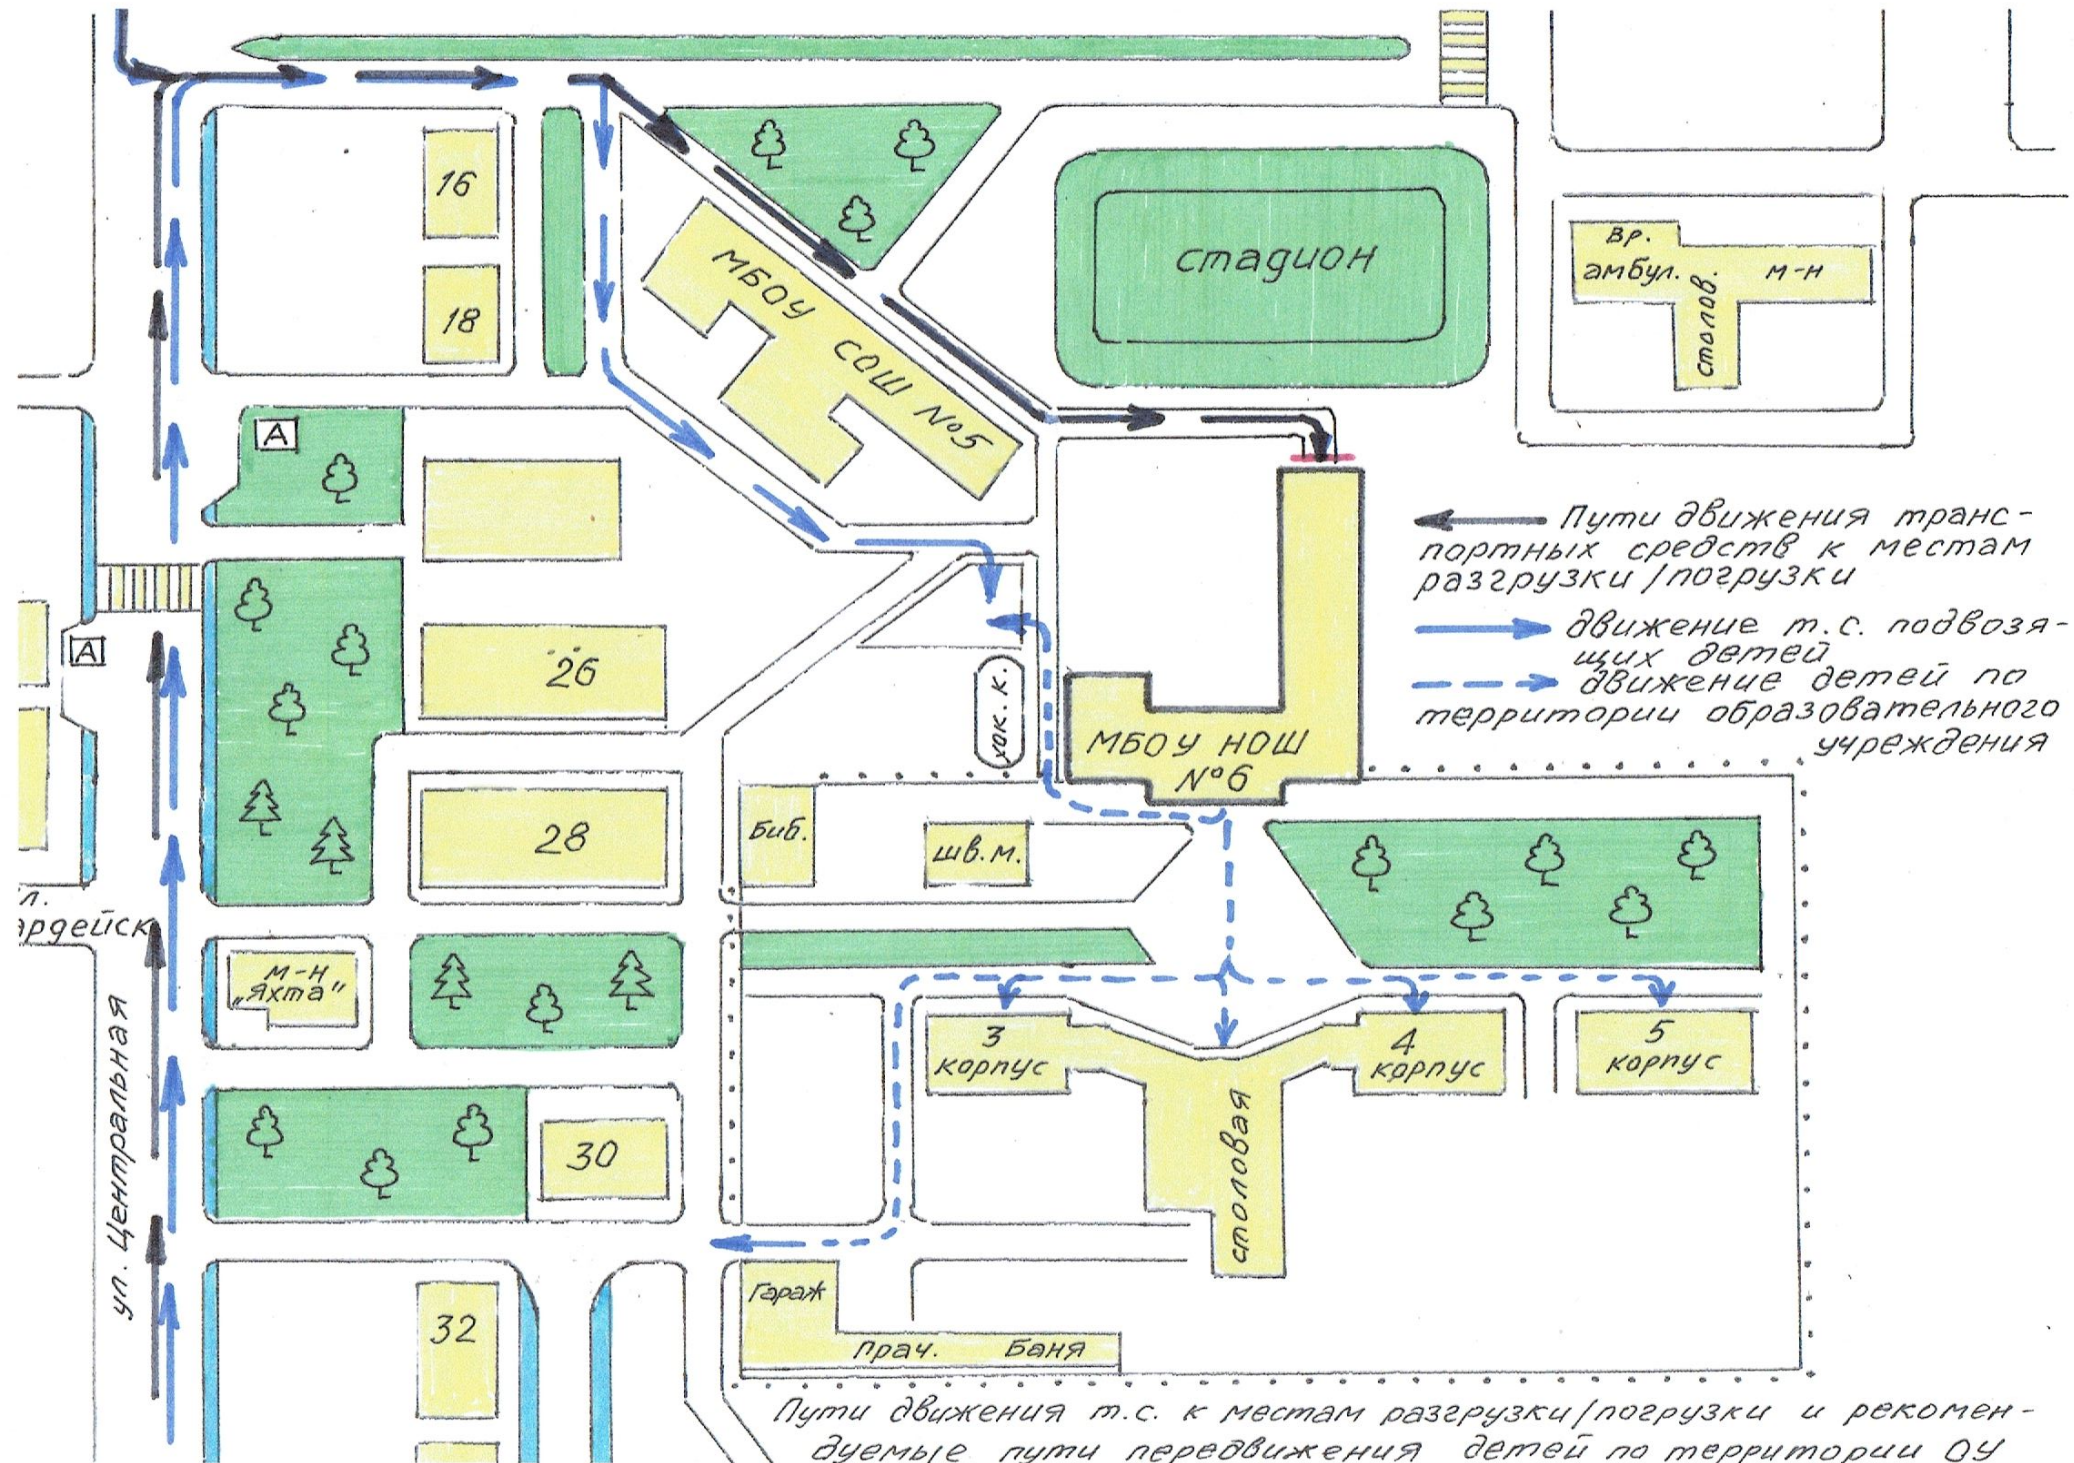 16
18
МБОУ СОШ №5
стадион
вр.
амбул.
м-н
столов.
А
Пути движения транс-
портных средств к местам
разгрузки/погрузки
движение т.с. подвозя-
щих детей
движение детей по
территории образовательного
учреждения
А
26
хок. к.
МБОУ НОШ
№6
28
Биб.
шв. м.
л.
ардейск
м-н
„Яхта"
ул. Центральная
3
корпус
4
корпус
5
корпус
столовая
30
32
Гараж
Прач.
Баня
Пути движения т.с. к местам разгрузки/погрузки и рекомен-
дуемые пути передвижения детей по территории ОУ